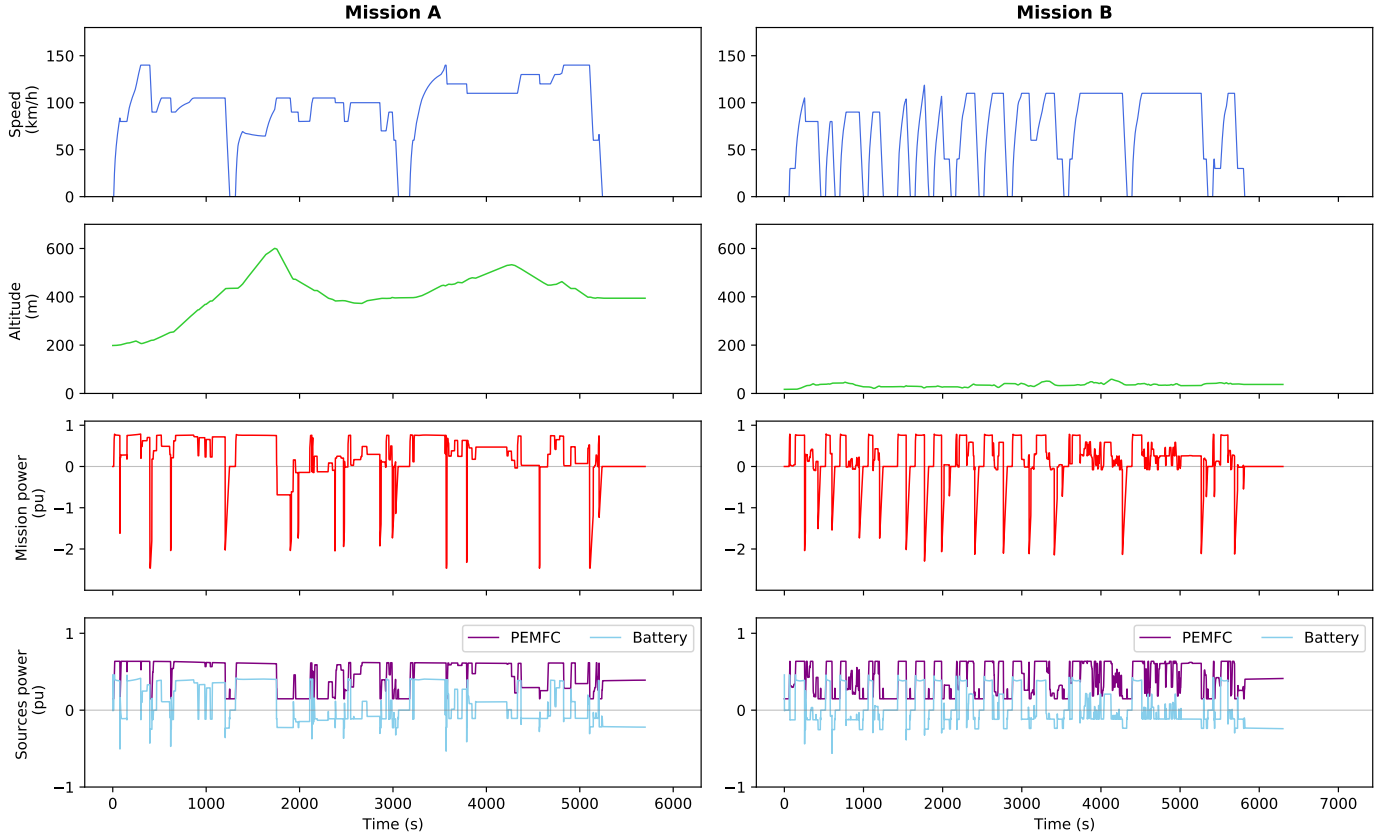 Mission A
Mission B
Speed
(km/h)
150
100
50
0
150
100
50
0
Altitude
(m)
600
400
200
0
600
400
200
0
Mission power
(pu)
1
0
−1
−2
1
0
−1
−2
Sources power
(pu)
1
0
−1
PEMFC
Battery
1
0
−1
PEMFC
Battery
0 1000 2000 3000 4000 5000 6000
0 1000 2000 3000 4000 5000 6000 7000
Time (s)
Time (s)